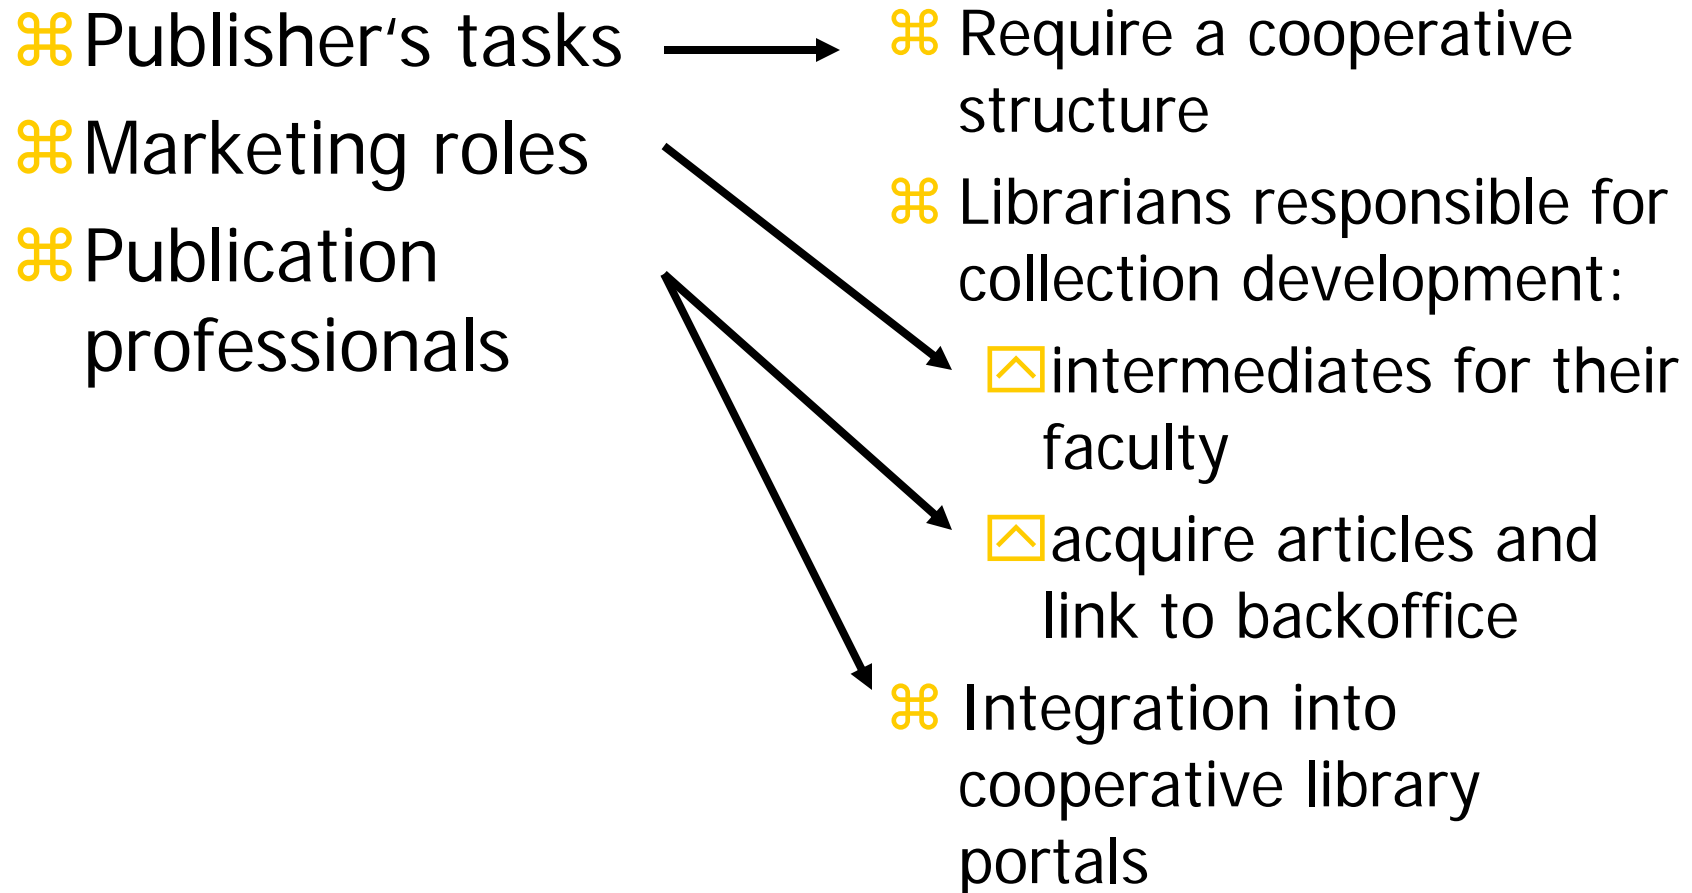 ⌘Publisher‘s tasks
⌘Marketing roles
⌘Publication
professionals
⌘ Require a cooperative
structure
⌘ Librarians responsible for
collection development:
intermediates for their
faculty
acquire articles and
link to backoffice
⌘ Integration into
cooperative library
portals